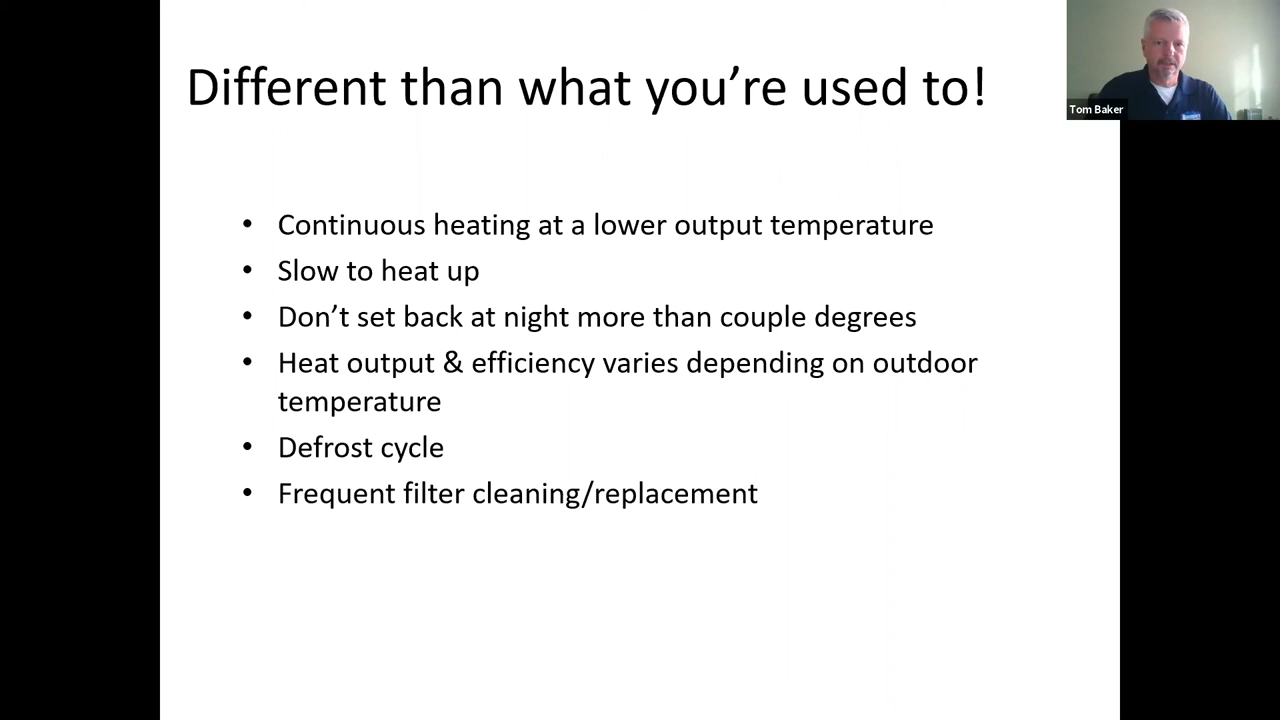 Different than what you're used to!
Tom Baker
• Continuous heating at a lower output temperature
• Slow to heat up
• Don't set back at night more than couple degrees
• Heat output & efficiency varies depending on outdoor
temperature
• Defrost cycle
• Frequent filter cleaning/replacement